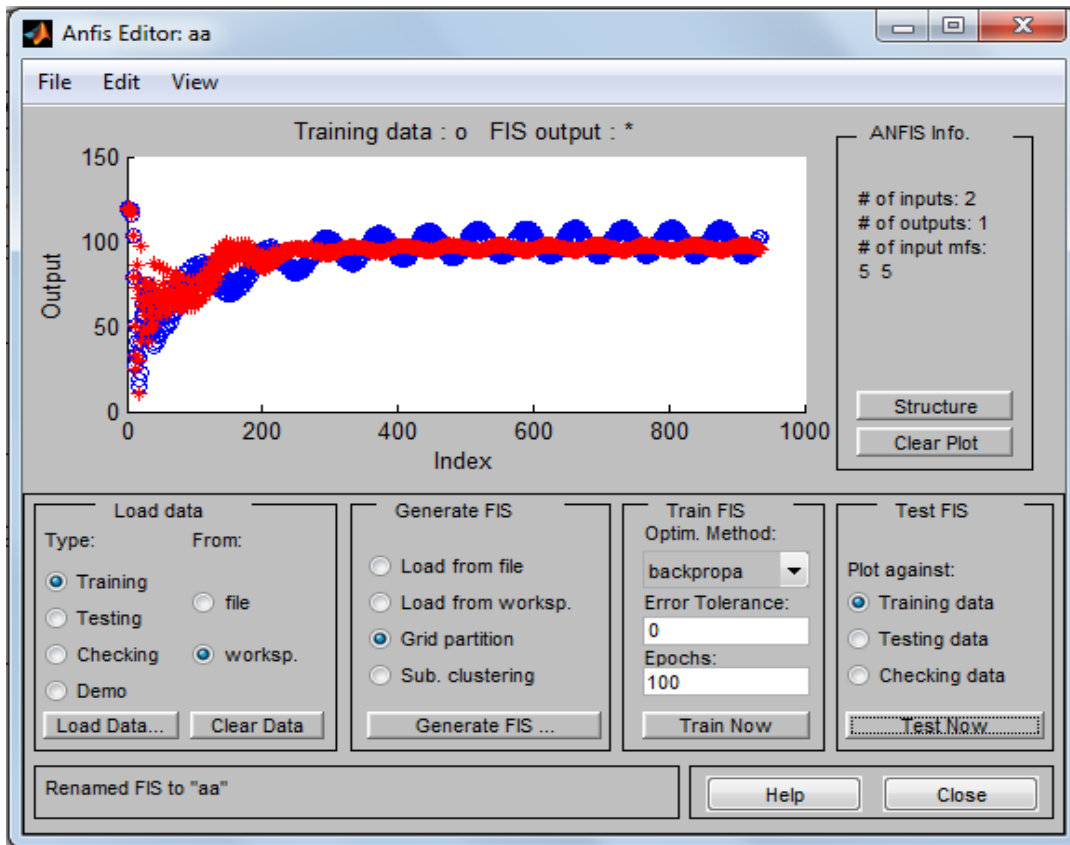 Anfis Editor: aa
File Edit View
Training data : o FIS output : *
150
100
50
0
Output
0 200 400 600 800 1000
Index
ANFIS Info.
# of inputs: 2
# of outputs: 1
# of input mfs:
5 5
Structure
Clear Plot
Load data
Type: From:
Training
Testing
Checking
Demo
file
worksp.
Load Data... Clear Data
Generate FIS
Load from file
Load from worksp.
Grid partition
Sub. clustering
Generate FIS ...
Train FIS
Optim. Method:
backpropa
Error Tolerance:
0
Epochs:
100
Train Now
Test FIS
Plot against:
Training data
Testing data
Checking data
Test Now
Renamed FIS to "aa"
Help Close